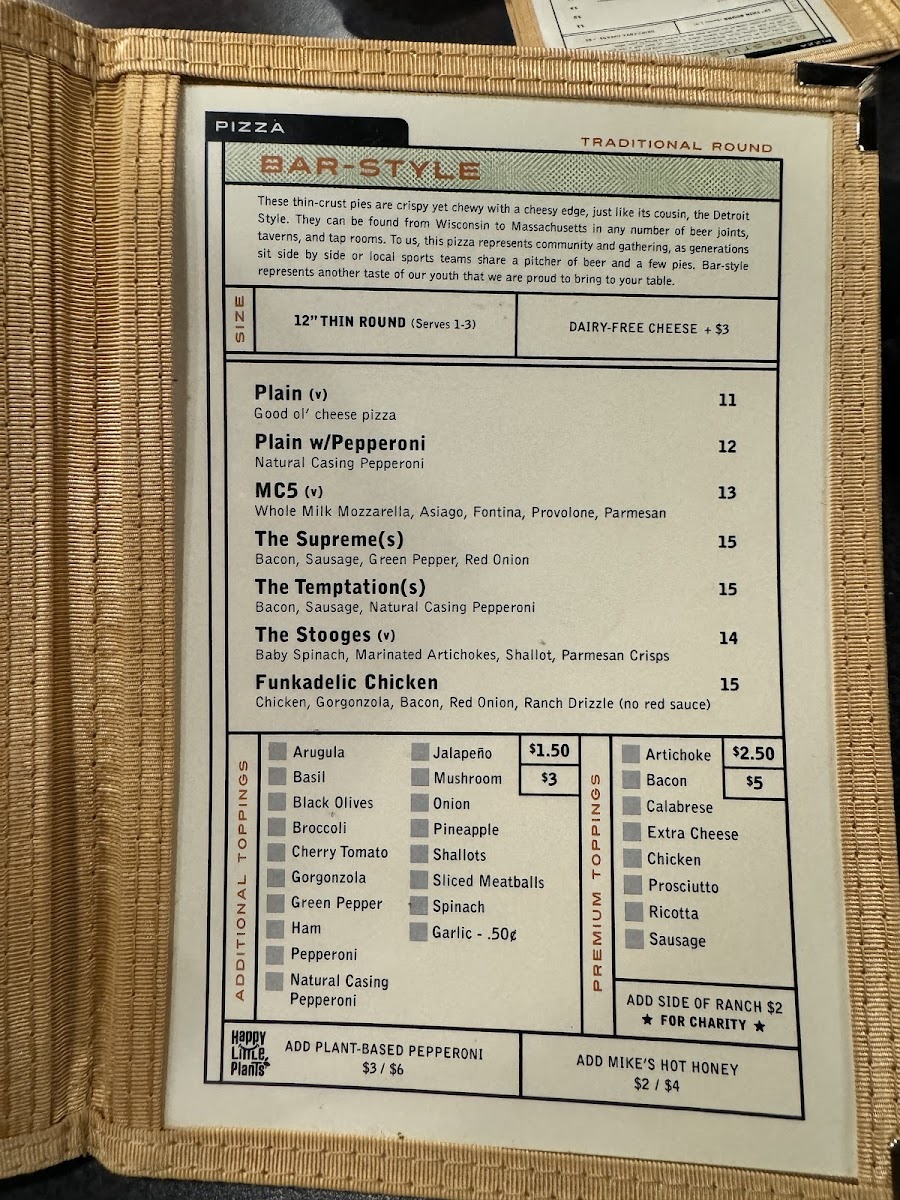 PIZZA
TRADITIONAL ROUND
BAR-STYLE
These thin-crust pies are crispy yet chewy with a cheesy edge, just like its cousin, the Detroit
Style. They can be found from Wisconsin to Massachusetts in any number of beer joints,
taverns, and tap rooms. To us, this pizza represents community and gathering, as generations
sit side by side or local sports teams share a pitcher of beer and a few pies. Bar-style
represents another taste of our youth that we are proud to bring to your table.
SIZE
12" THIN ROUND (Serves 1-3)
DAIRY-FREE CHEESE + $3
Plain (v) 11
Good ol' cheese pizza
Plain w/Pepperoni 12
Natural Casing Pepperoni
MC5 (v) 13
Whole Milk Mozzarella, Asiago, Fontina, Provolone, Parmesan
The Supreme(s) 15
Bacon, Sausage, Green Pepper, Red Onion
The Temptation(s) 15
Bacon, Sausage, Natural Casing Pepperoni
The Stooges (v) 14
Baby Spinach, Marinated Artichokes, Shallot, Parmesan Crisps
Funkadelic Chicken 15
Chicken, Gorgonzola, Bacon, Red Onion, Ranch Drizzle (no red sauce)
ADDITIONAL TOPPINGS
$1.50
$3
Arugula
Basil
Black Olives
Broccoli
Cherry Tomato
Gorgonzola
Green Pepper
Ham
Pepperoni
Natural Casing
Pepperoni
Jalapeño
Mushroom
Onion
Pineapple
Shallots
Sliced Meatballs
Spinach
Garlic - .50¢
PREMIUM TOPPINGS
$2.50
$5
Artichoke
Bacon
Calabrese
Extra Cheese
Chicken
Prosciutto
Ricotta
Sausage
ADD SIDE OF RANCH $2
★ FOR CHARITY ★
Happy
Little
Plants
ADD PLANT-BASED PEPPERONI
$3 / $6
ADD MIKE'S HOT HONEY
$2 / $4